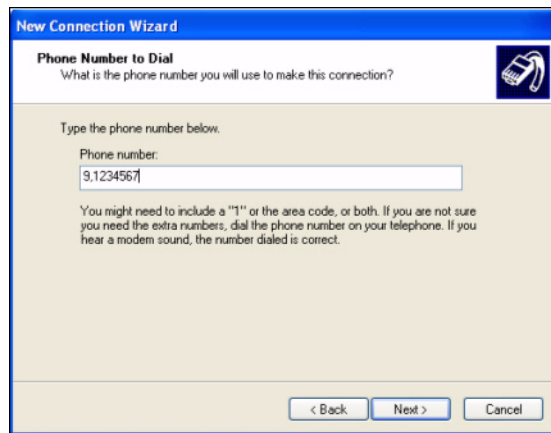 New Connection Wizard
Phone Number to Dial
What is the phone number you will use to make this connection?
Type the phone number below.
Phone number:
9,1234567
You might need to include a "1" or the area code, or both. If you are not sure
you need the extra numbers, dial the phone number on your telephone. If you
hear a modem sound, the number dialed is correct.
< Back
Next >
Cancel